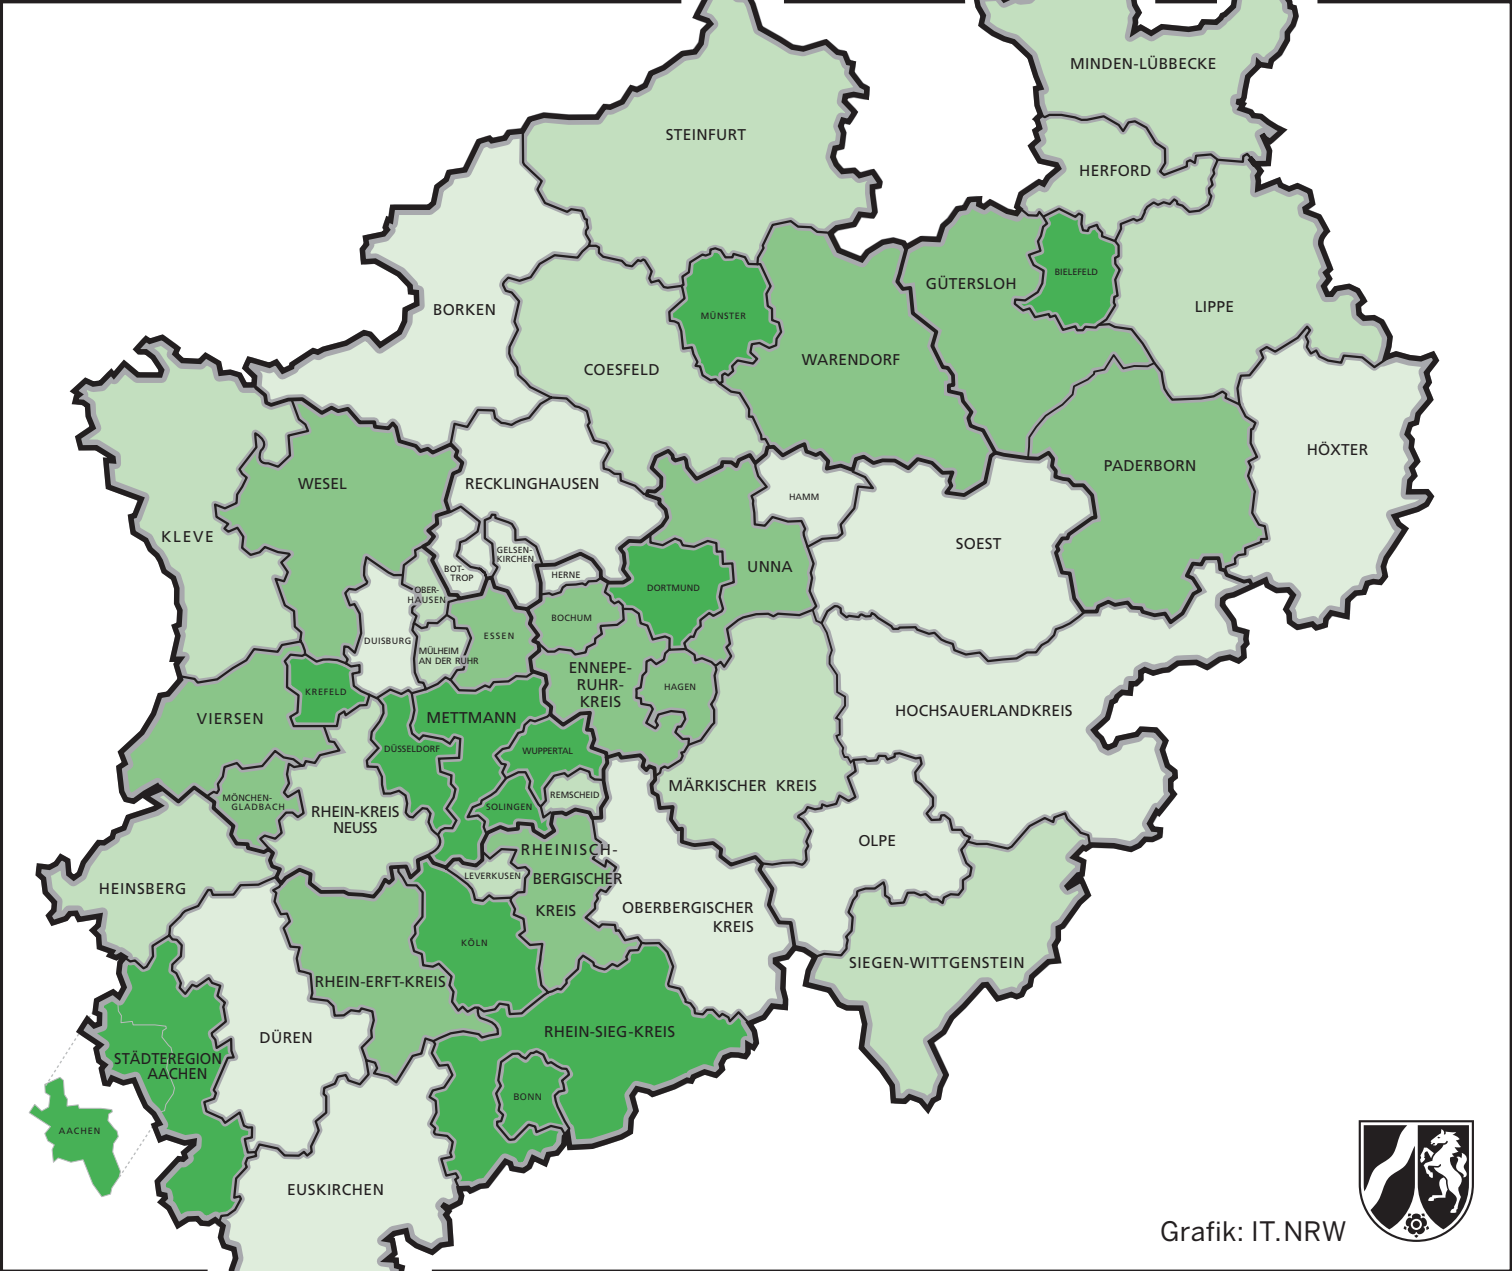 MINDEN-LÜBBECKE
STEINFURT
HERFORD
BIELEFELD
GÜTERSLOH
LIPPE
BORKEN
MÜNSTER
WARENDORF
COESFELD
HÖXTER
PADERBORN
WESEL
RECKLINGHAUSEN
HAMM
KLEVE
SOEST
GELSEN-
KIRCHEN
UNNA
BOT-
TROP
HERNE
DORTMUND
OBER-
HAUSEN
BOCHUM
DUISBURG
ESSEN
MÜLHEIM
AN DER RUHR
ENNEPE-
RUHR-
KREIS
HAGEN
KREFELD
VIERSEN
METTMANN
HOCHSAUERLANDKREIS
DÜSSELDORF
WUPPERTAL
MÄRKISCHER KREIS
REMSCHEID
MÖNCHEN-
GLADBACH
SOLINGEN
RHEIN-KREIS
NEUSS
OLPE
RHEINISCH-
BERGISCHER
KREIS
LEVERKUSEN
HEINSBERG
OBERBERGISCHER
KREIS
KÖLN
SIEGEN-WITTGENSTEIN
RHEIN-ERFT-KREIS
RHEIN-SIEG-KREIS
DÜREN
STÄDTEREGION
AACHEN
BONN
AACHEN
EUSKIRCHEN
Grafik: IT.NRW